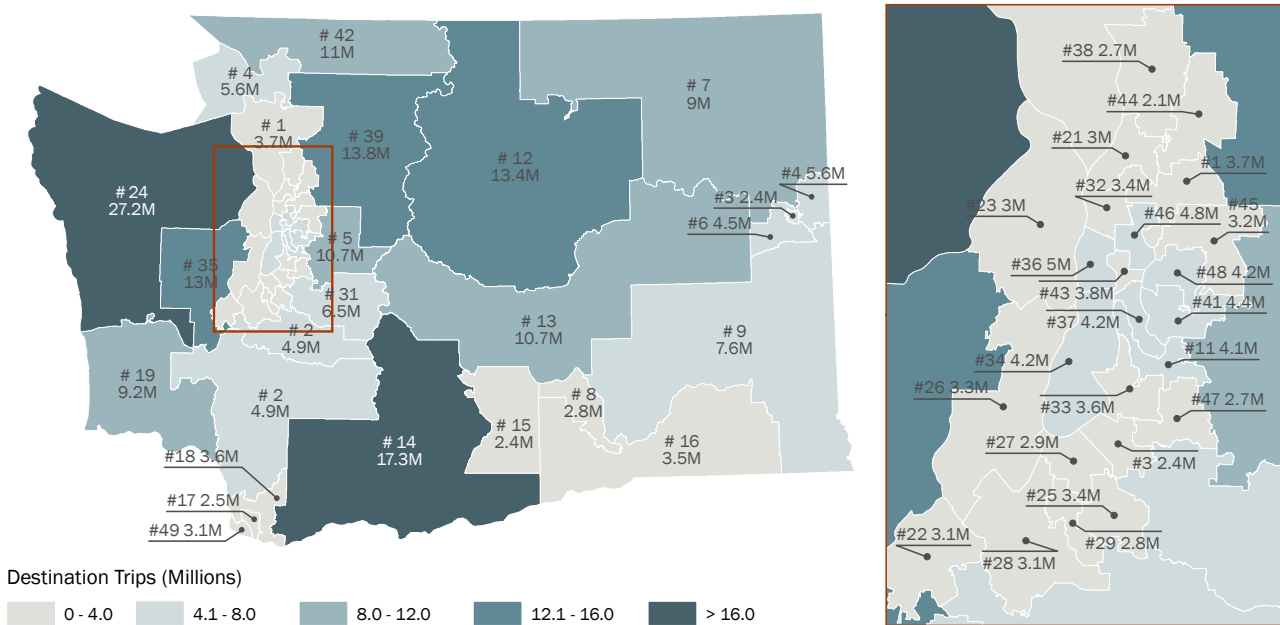 # 42
11M
# 4
5.6M
# 7
9M
# 1
3.7M
# 39
13.8M
# 12
13.4M
# 24
27.2M
#4 5.6M
#3 2.4M
#6 4.5M
# 5
10.7M
# 35
13M
# 31
6.5M
# 2
4.9M
# 13
10.7M
# 9
7.6M
# 19
9.2M
# 2
4.9M
# 8
2.8M
# 15
2.4M
# 14
17.3M
# 16
3.5M
#18 3.6M
#17 2.5M
#49 3.1M
Destination Trips (Millions)
0 - 4.0
4.1 - 8.0
8.0 - 12.0
12.1 - 16.0
> 16.0
#38 2.7M
#44 2.1M
#21 3M
#1 3.7M
#32 3.4M
#23 3M
#46 4.8M
#45
3.2M
#36 5M
#48 4.2M
#43 3.8M
#41 4.4M
#37 4.2M
#11 4.1M
#34 4.2M
#26 3.3M
#33 3.6M
#47 2.7M
#27 2.9M
#3 2.4M
#25 3.4M
#22 3.1M
#29 2.8M
#28 3.1M